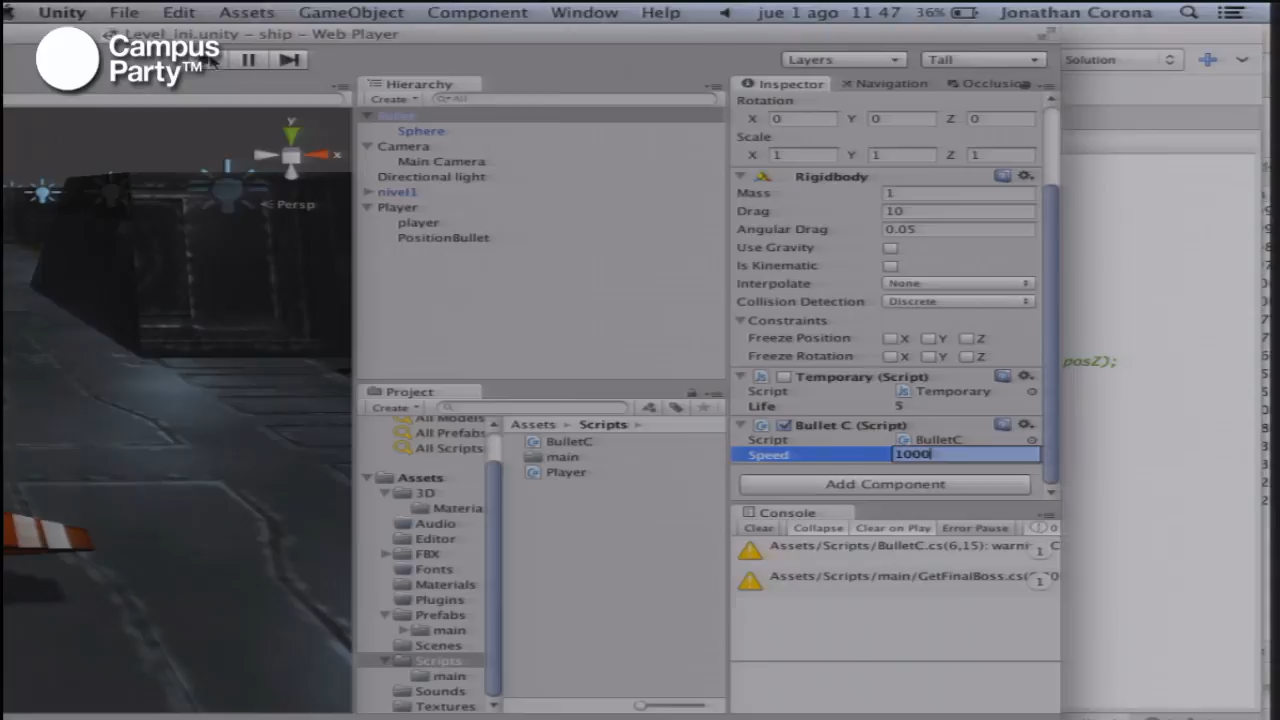 Unity File Edit Assets GameObject Component Window Help jue 1 ago 11 47 36% Jonathan Corona
Level_ini.unity - ship - Web Player
Campus
Party™
Layers Tall Solution
Hierarchy
Create All
Sphere
Camera
Main Camera
Directional light
nivel1
Player
player
PositionBullet
y
x
Persp
Inspector Navigation Occlusion
Rotation
X 0 Y 0 Z 0
Scale
X 1 Y 1 Z 1
Rigidbody
Mass 1
Drag 10
Angular Drag 0.05
Use Gravity
Is Kinematic
Interpolate None
Collision Detection Discrete
Constraints
Freeze Position X Y Z
Freeze Rotation X Y Z
Temporary (Script)
Script Temporary
Life 5
Bullet C (Script)
Script BulletC
Speed 1000
Add Component
posZ);
Project
Create
All Models
All Prefabs
All Scripts
Assets
3D
Materia
Audio
Editor
FBX
Fonts
Materials
Plugins
Prefabs
main
Scenes
Scripts
main
Sounds
Textures
Assets Scripts
BulletC
main
Player
Console
Clear Collapse Clear on Play Error Pause 0
Assets/Scripts/BulletC.cs(6,15): warni 1
Assets/Scripts/main/GetFinalBoss.cs( 1